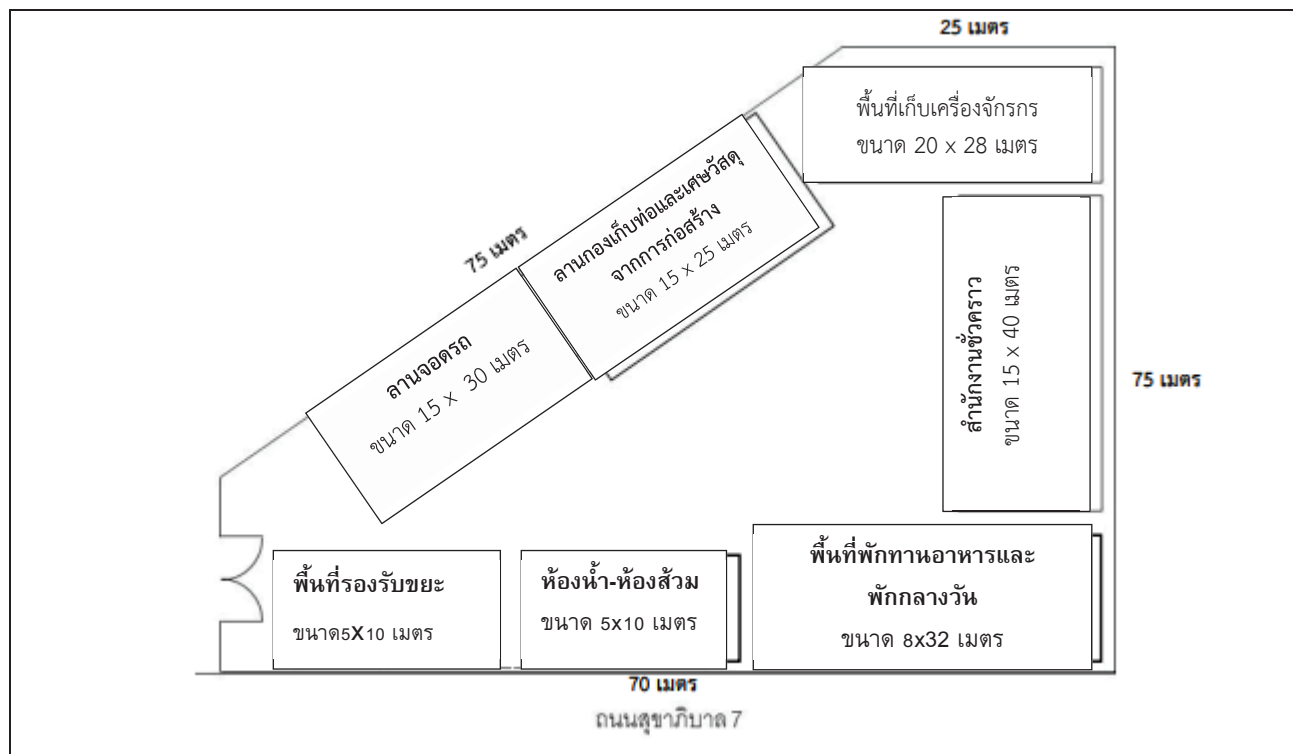 25 เมตร
พื้นที่เก็บเครื่องจักรกร
ขนาด 20 x 28 เมตร
75 เมตร
ลานกองเก็บท่อและเศษวัสดุ
จากการก่อสร้าง
ขนาด 15 x 25 เมตร
ลานจอดรถ
ขนาด 15 x 30 เมตร
สำนักงานชั่วคราว
ขนาด 15 x 40 เมตร
75 เมตร
พื้นที่รองรับขยะ
ขนาด5X10 เมตร
ห้องน้ำ-ห้องส้วม
ขนาด 5x10 เมตร
พื้นที่พักทานอาหารและ
พักกลางวัน
ขนาด 8x32 เมตร
70 เมตร
ถนนสุขาภิบาล 7